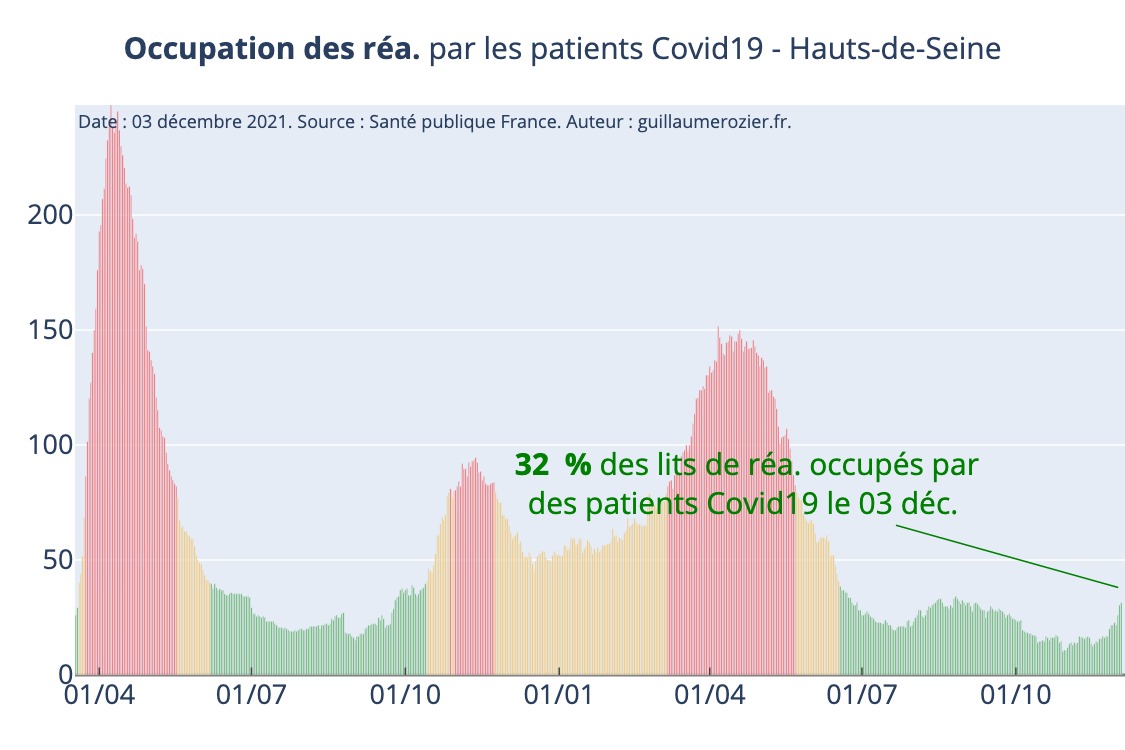 Occupation des réa. par les patients Covid19 - Hauts-de-Seine
Date : 03 décembre 2021. Source : Santé publique France. Auteur : guillaumerozier.fr.
200
150
100
32 % des lits de réa. occupés par
des patients Covid19 le 03 déc.
50
0
01/04 01/07 01/10 01/01 01/04 01/07 01/10